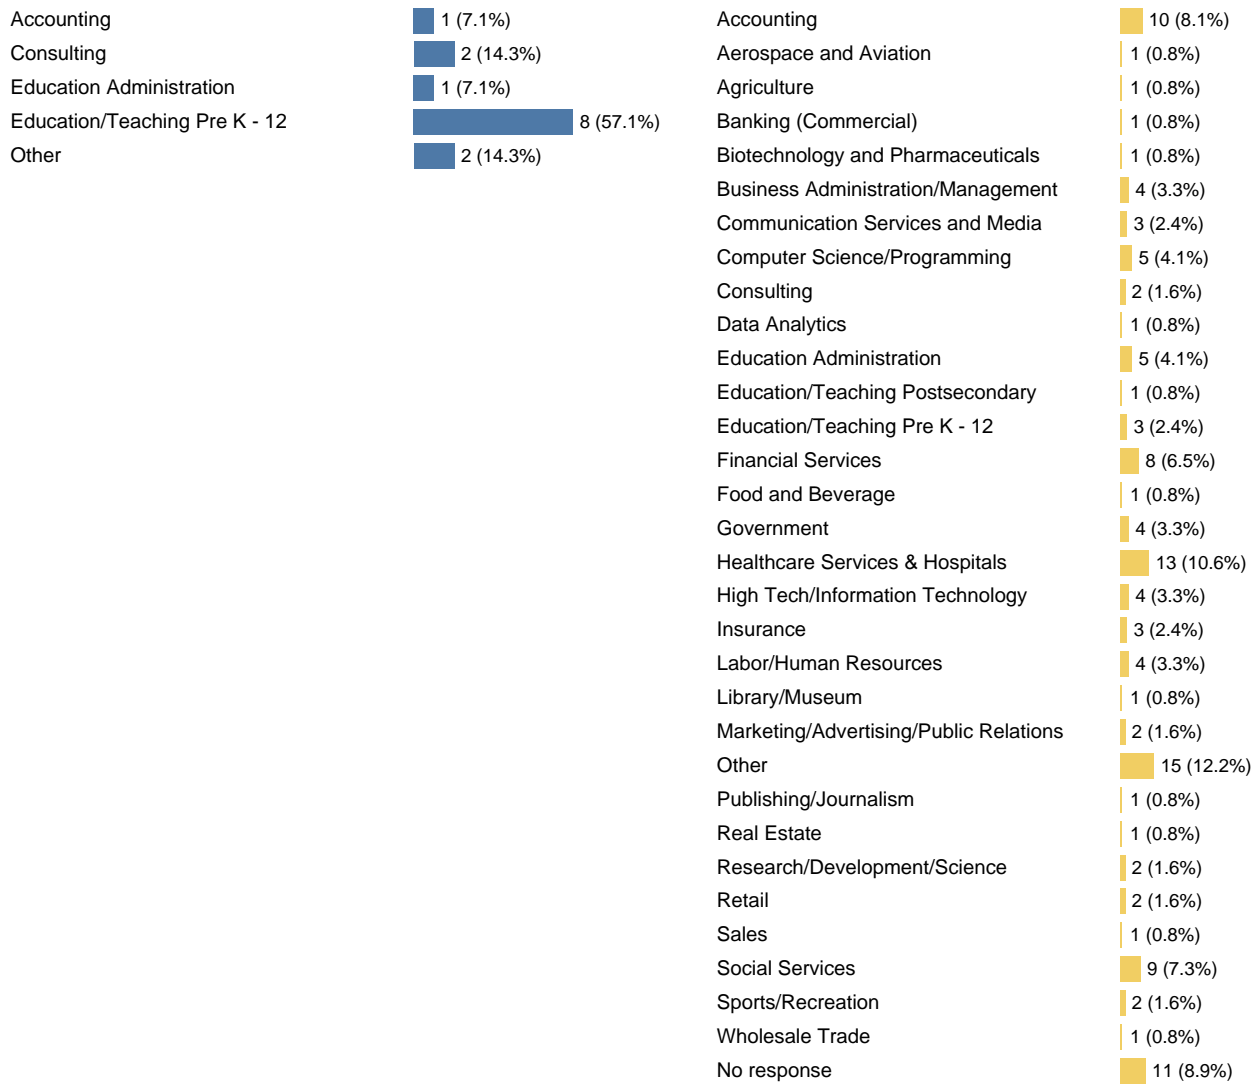 Accounting 1 (7.1%)
Consulting 2 (14.3%)
Education Administration 1 (7.1%)
Education/Teaching Pre K - 12 8 (57.1%)
Other 2 (14.3%)
Accounting 10 (8.1%)
Aerospace and Aviation 1 (0.8%)
Agriculture 1 (0.8%)
Banking (Commercial) 1 (0.8%)
Biotechnology and Pharmaceuticals 1 (0.8%)
Business Administration/Management 4 (3.3%)
Communication Services and Media 3 (2.4%)
Computer Science/Programming 5 (4.1%)
Consulting 2 (1.6%)
Data Analytics 1 (0.8%)
Education Administration 5 (4.1%)
Education/Teaching Postsecondary 1 (0.8%)
Education/Teaching Pre K - 12 3 (2.4%)
Financial Services 8 (6.5%)
Food and Beverage 1 (0.8%)
Government 4 (3.3%)
Healthcare Services & Hospitals 13 (10.6%)
High Tech/Information Technology 4 (3.3%)
Insurance 3 (2.4%)
Labor/Human Resources 4 (3.3%)
Library/Museum 1 (0.8%)
Marketing/Advertising/Public Relations 2 (1.6%)
Other 15 (12.2%)
Publishing/Journalism 1 (0.8%)
Real Estate 1 (0.8%)
Research/Development/Science 2 (1.6%)
Retail 2 (1.6%)
Sales 1 (0.8%)
Social Services 9 (7.3%)
Sports/Recreation 2 (1.6%)
Wholesale Trade 1 (0.8%)
No response 11 (8.9%)